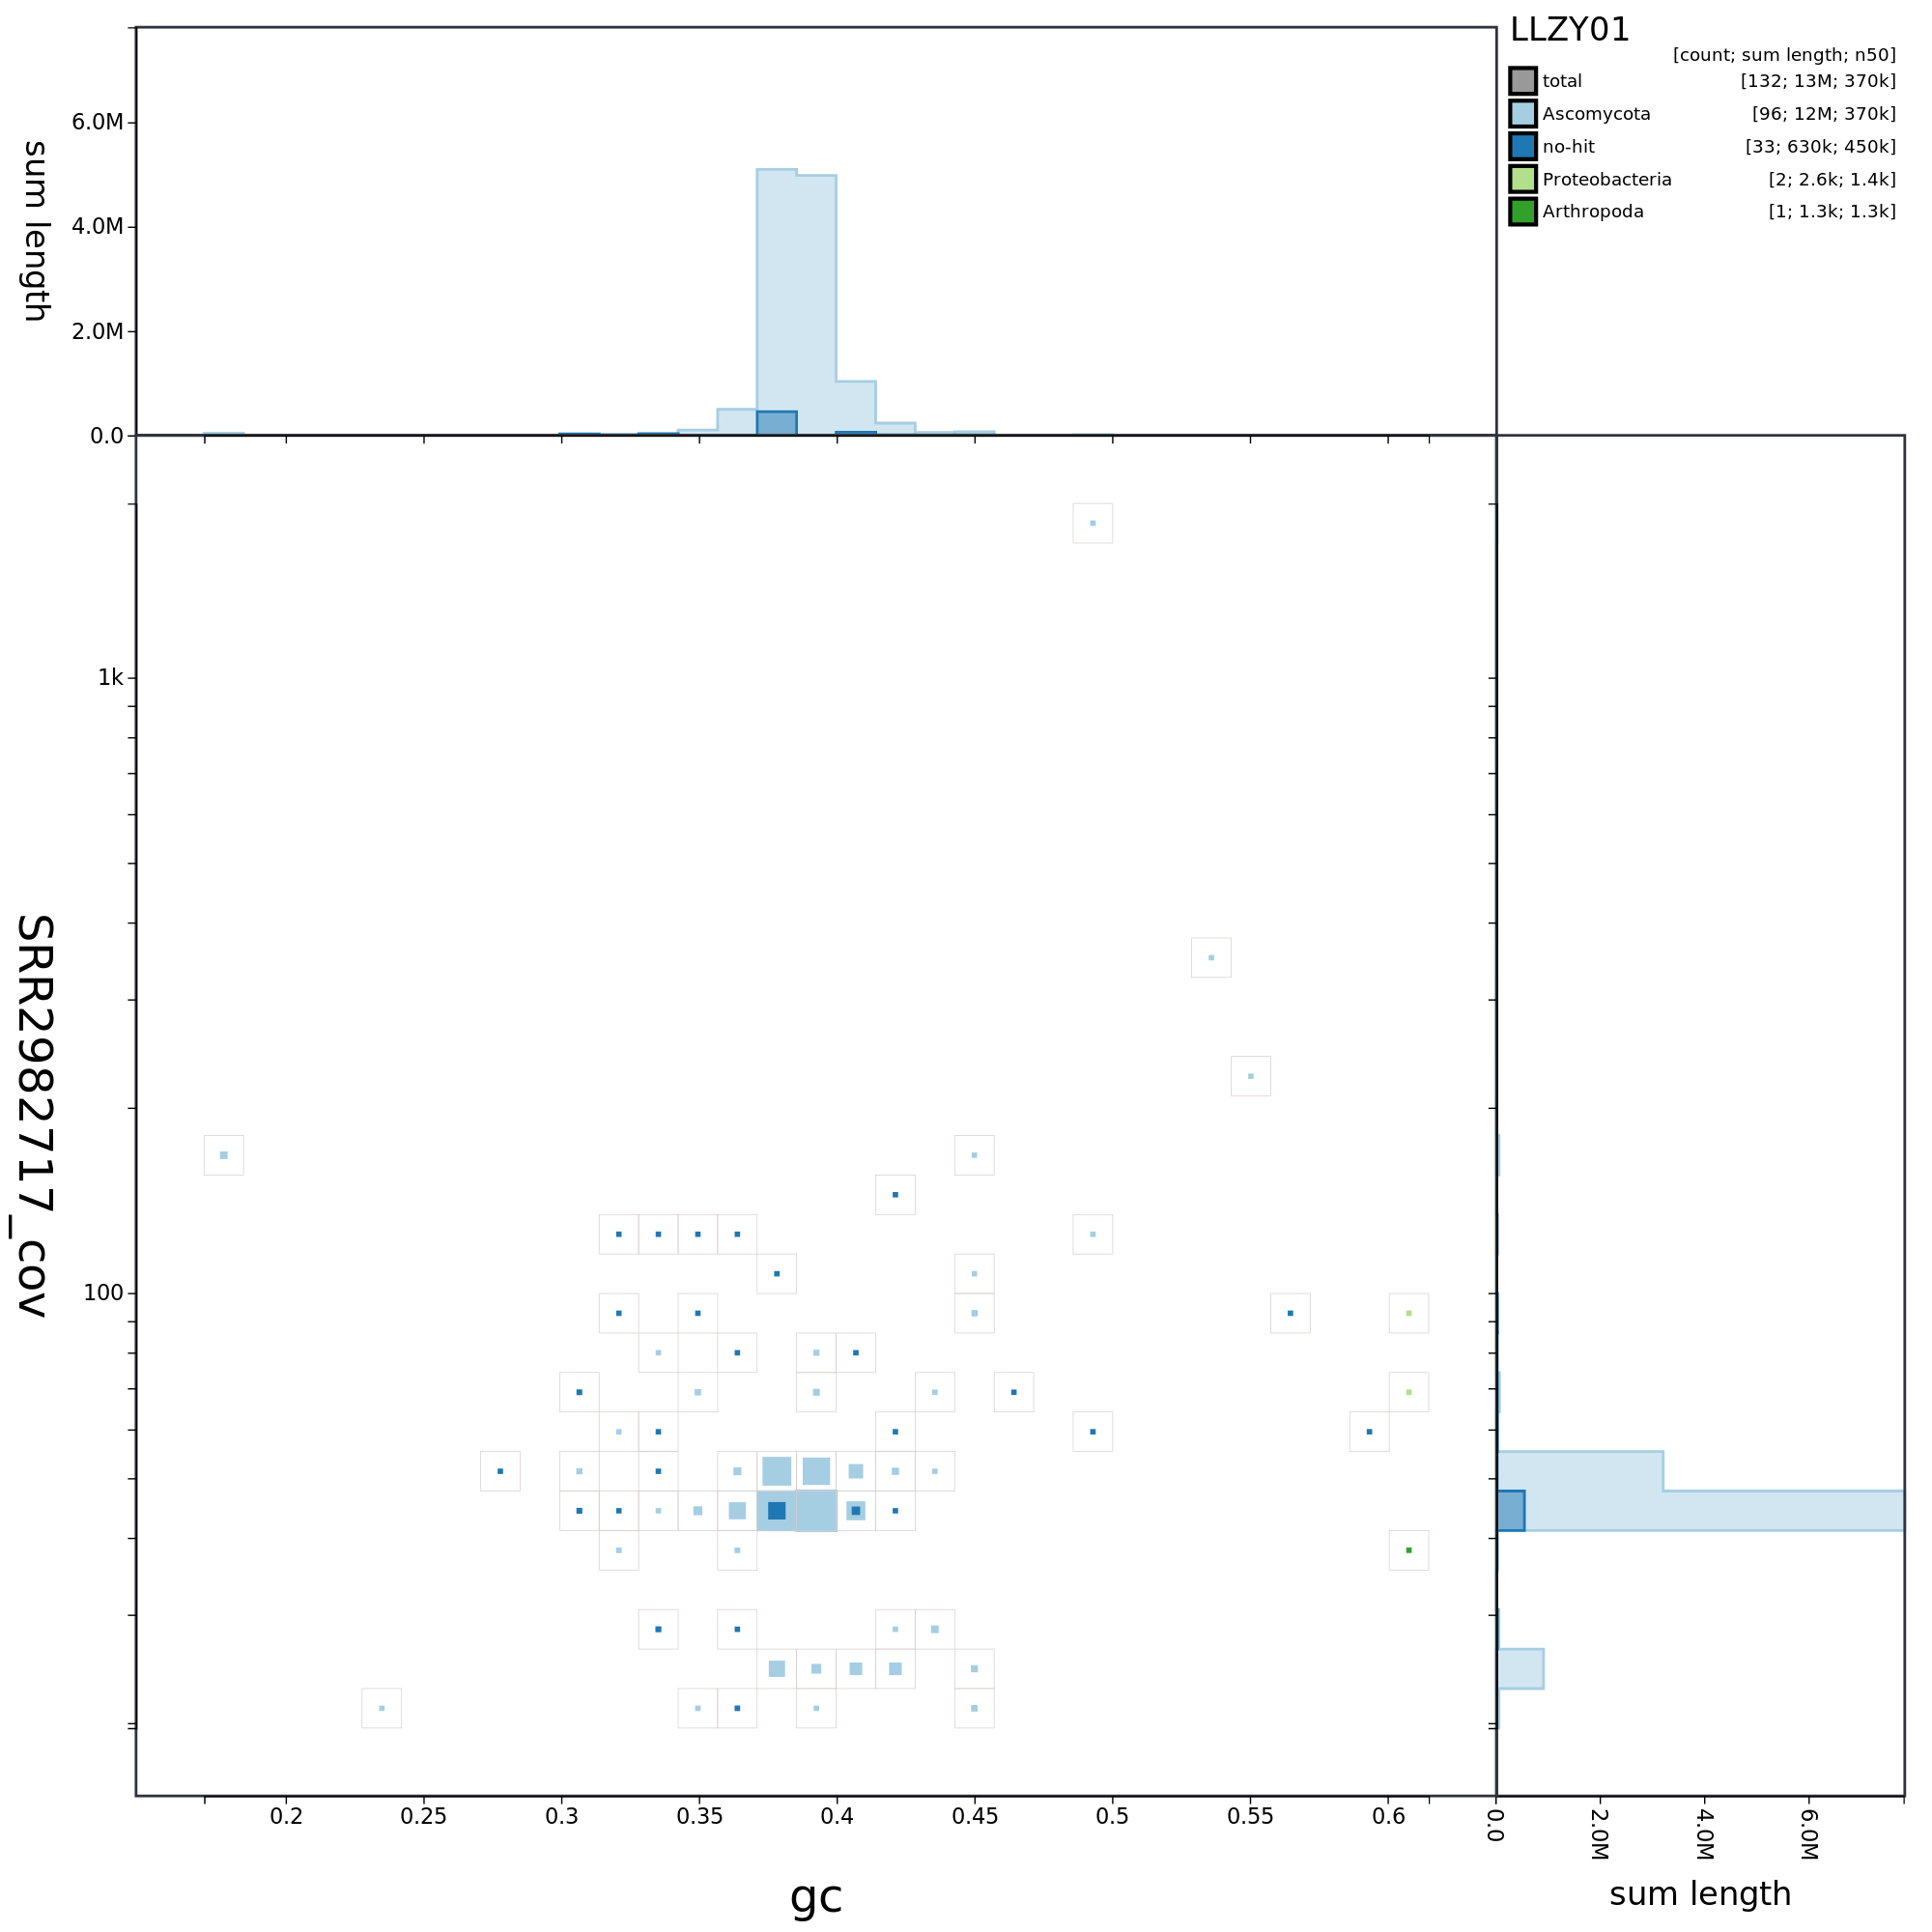 LLZY01
[count; sum length; n50]
total [132; 13M; 370k]
Ascomycota [96; 12M; 370k]
no-hit [33; 630k; 450k]
Proteobacteria [2; 2.6k; 1.4k]
Arthropoda [1; 1.3k; 1.3k]
sum length
6.0M
4.0M
2.0M
0.0
SRR2982717_cov
1k
100
0.2 0.25 0.3 0.35 0.4 0.45 0.5 0.55 0.6
gc
0.0 2.0M 4.0M 6.0M
sum length